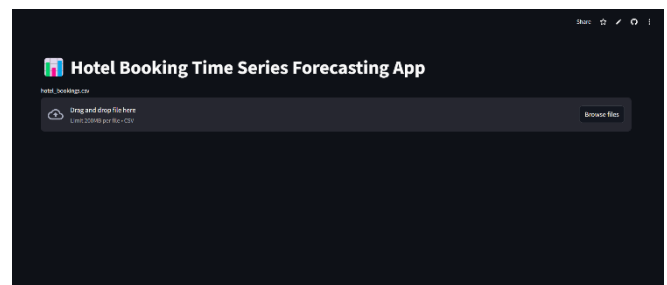 Share
Hotel Booking Time Series Forecasting App
hotel_bookings.csv
Drag and drop file here
Limit 200MB per file • CSV
Browse files